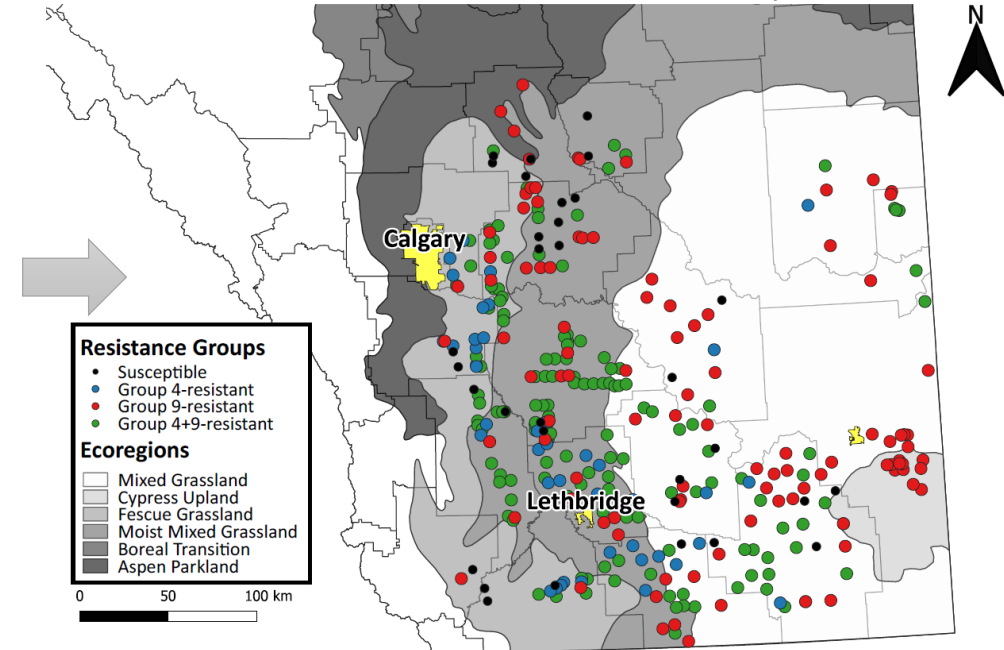 N
Calgary
Resistance Groups
Susceptible
Group 4-resistant
Group 9-resistant
Group 4+9-resistant
Ecoregions
Mixed Grassland
Cypress Upland
Fescue Grassland
Moist Mixed Grassland
Boreal Transition
Aspen Parkland
Lethbridge
0 50 100 km